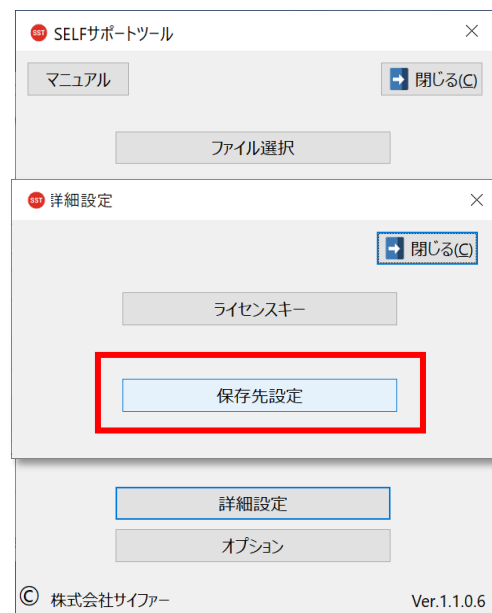 SST SELFサポートツール
マニュアル
閉じる(C)
ファイル選択
SST 詳細設定
閉じる(C)
ライセンスキー
保存先設定
詳細設定
オプション
© 株式会社サイファー Ver.1.1.0.6